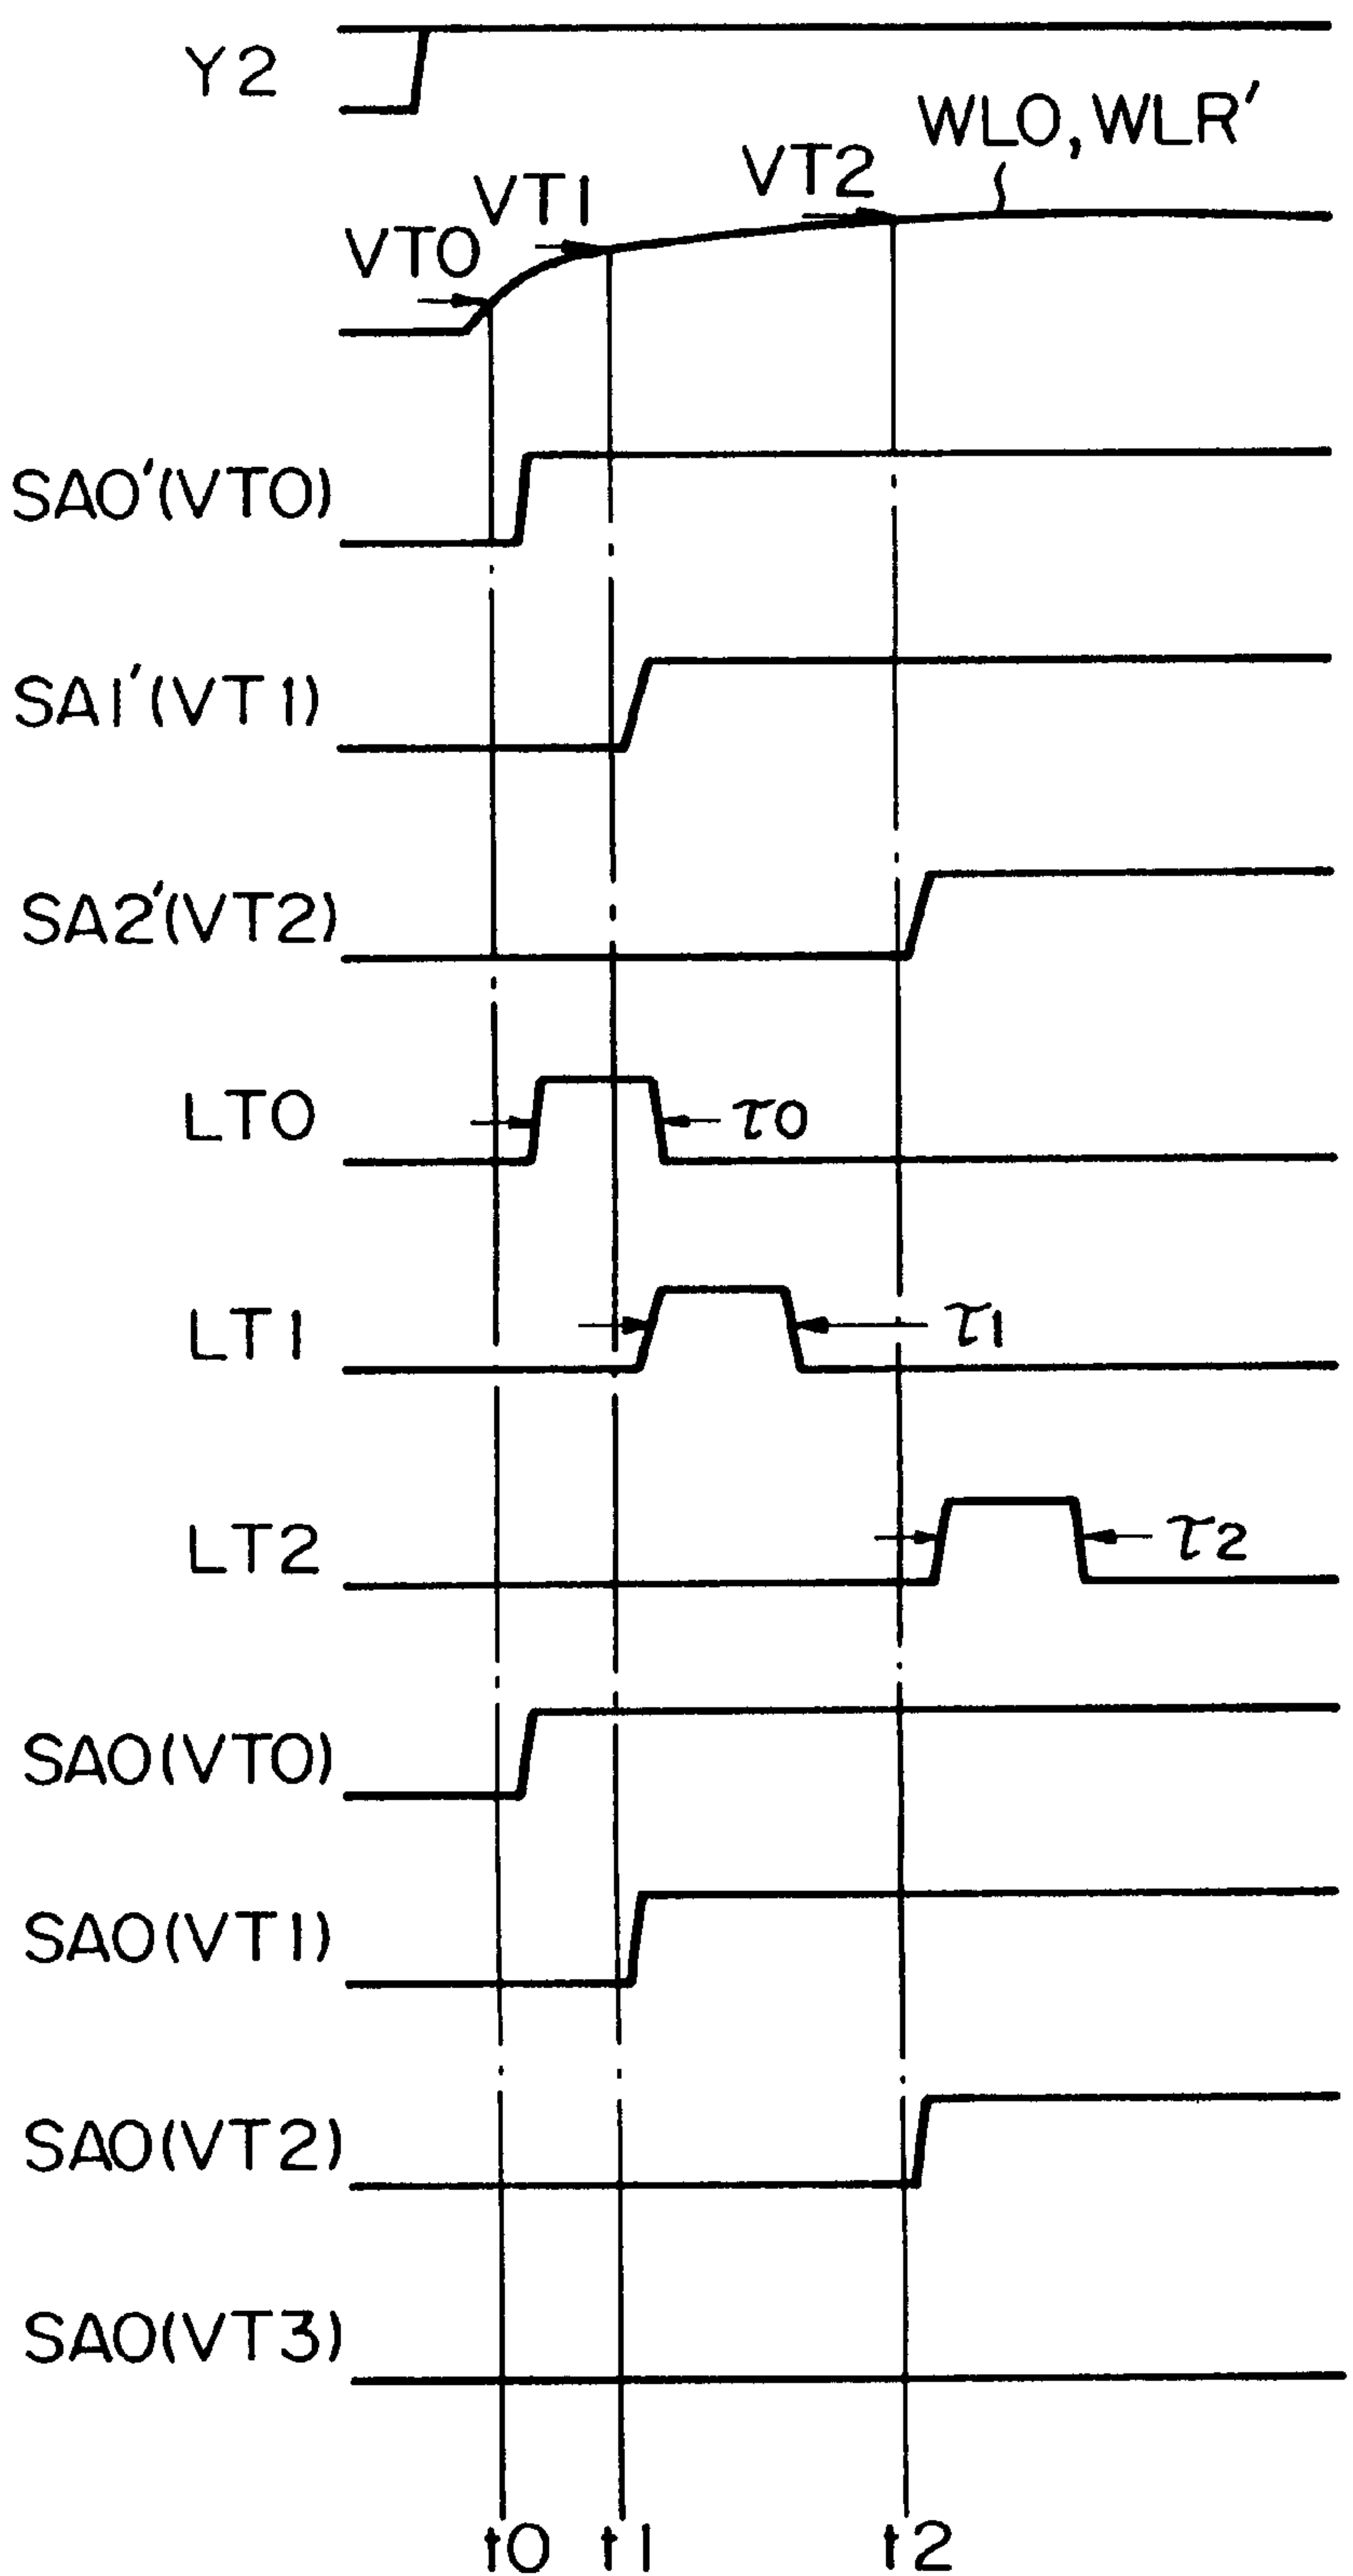 Y2
WL0, WLR'
VT2
VT1
VT0
SA0'(VT0)
SA1'(VT1)
SA2'(VT2)
LT0
τ0
LT1
τ1
LT2
τ2
SA0(VT0)
SA0(VT1)
SA0(VT2)
SA0(VT3)
t0 t1 t2